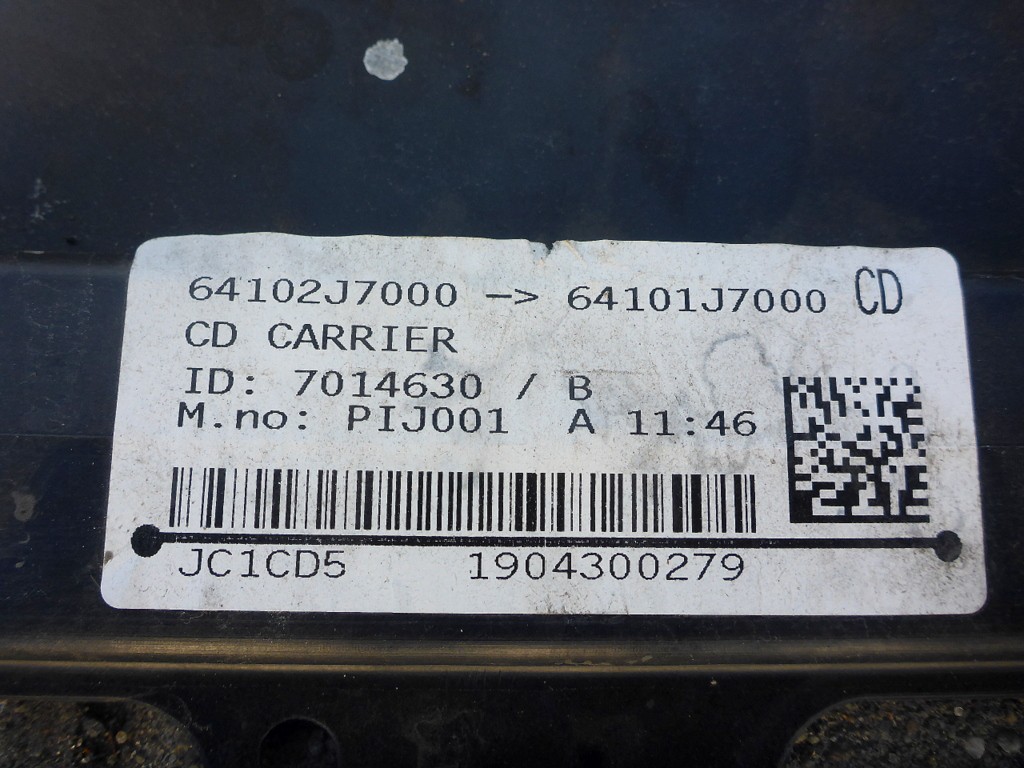 64102J7000 -> 64101J7000 CD
CD CARRIER
ID: 7014630 / B
M.no: PIJ001 A 11:46
JC1CD5 1904300279